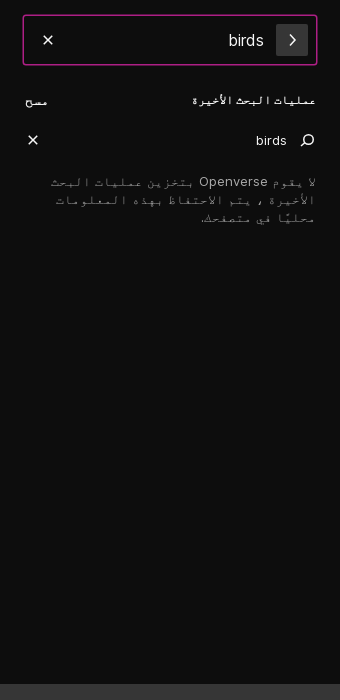 birds
عمليات البحث الأخيرة
مسح
birds
لا يقوم Openverse بتخزين عمليات البحث
الأخيرة ، يتم الاحتفاظ بهذه المعلومات
محليًا في متصفحك.